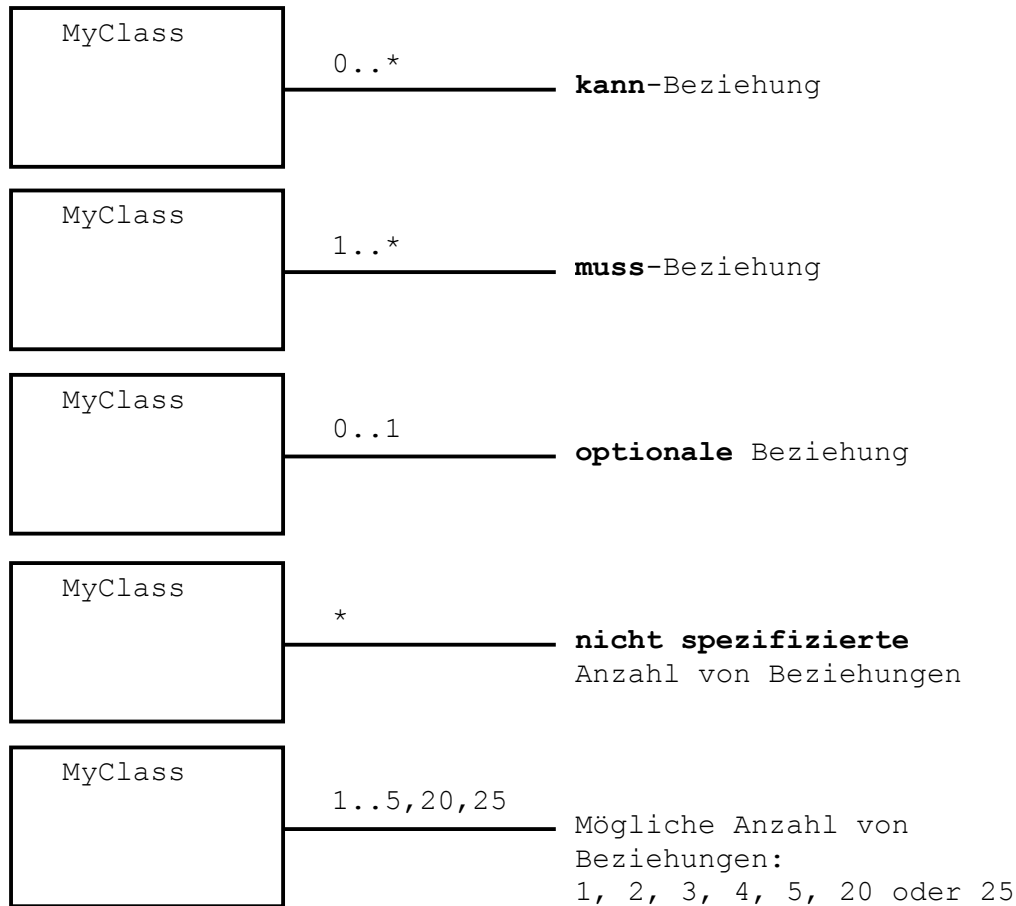 MyClass
0..*
kann-Beziehung
MyClass
1..*
muss-Beziehung
MyClass
0..1
optionale Beziehung
MyClass
*
nicht spezifizierte
Anzahl von Beziehungen
MyClass
1..5,20,25
Mögliche Anzahl von
Beziehungen:
1, 2, 3, 4, 5, 20 oder 25